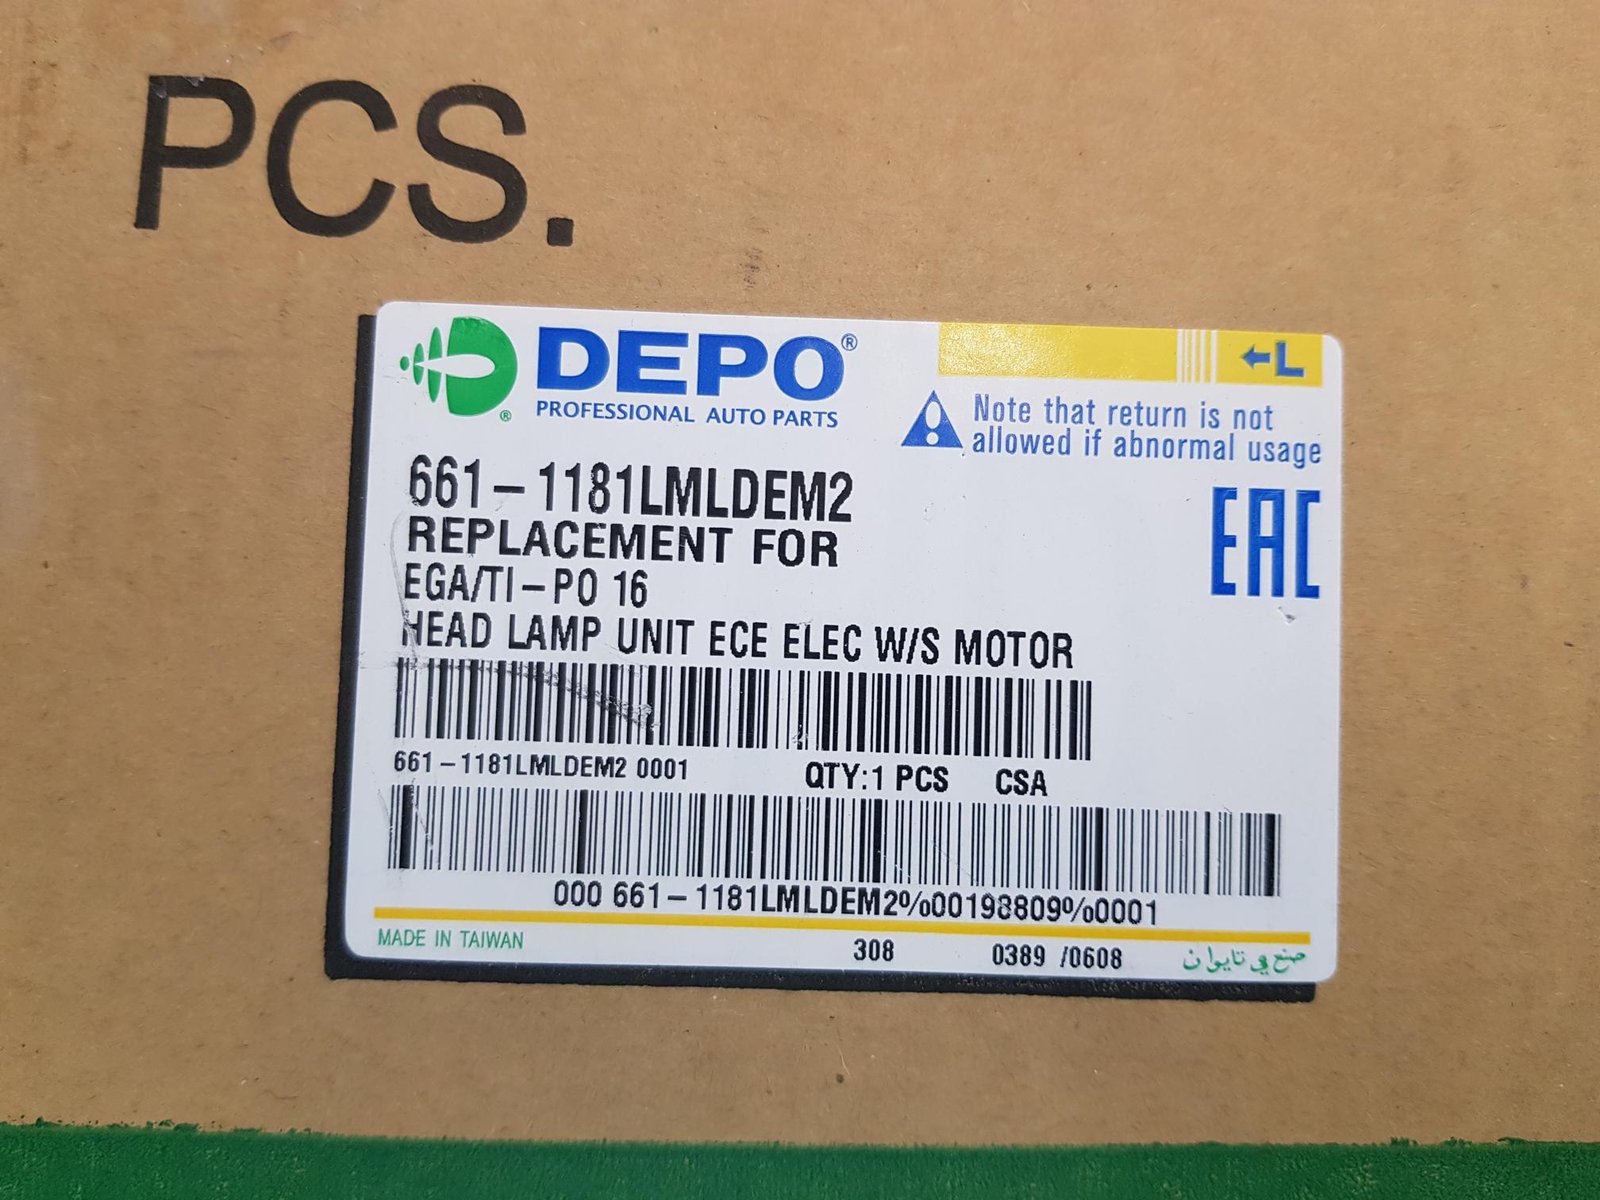 PCS.
DEPO®
PROFESSIONAL AUTO PARTS
®
←L
Note that return is not
allowed if abnormal usage
661-1181LMLDEM2
REPLACEMENT FOR
EGA/TI-PO 16
HEAD LAMP UNIT ECE ELEC W/S MOTOR
EAC
661-1181LMLDEM2 0001 QTY:1 PCS CSA
000 661-1181LMLDEM2%00198809%0001
MADE IN TAIWAN 308 0389 /0608 صنع في تايوان